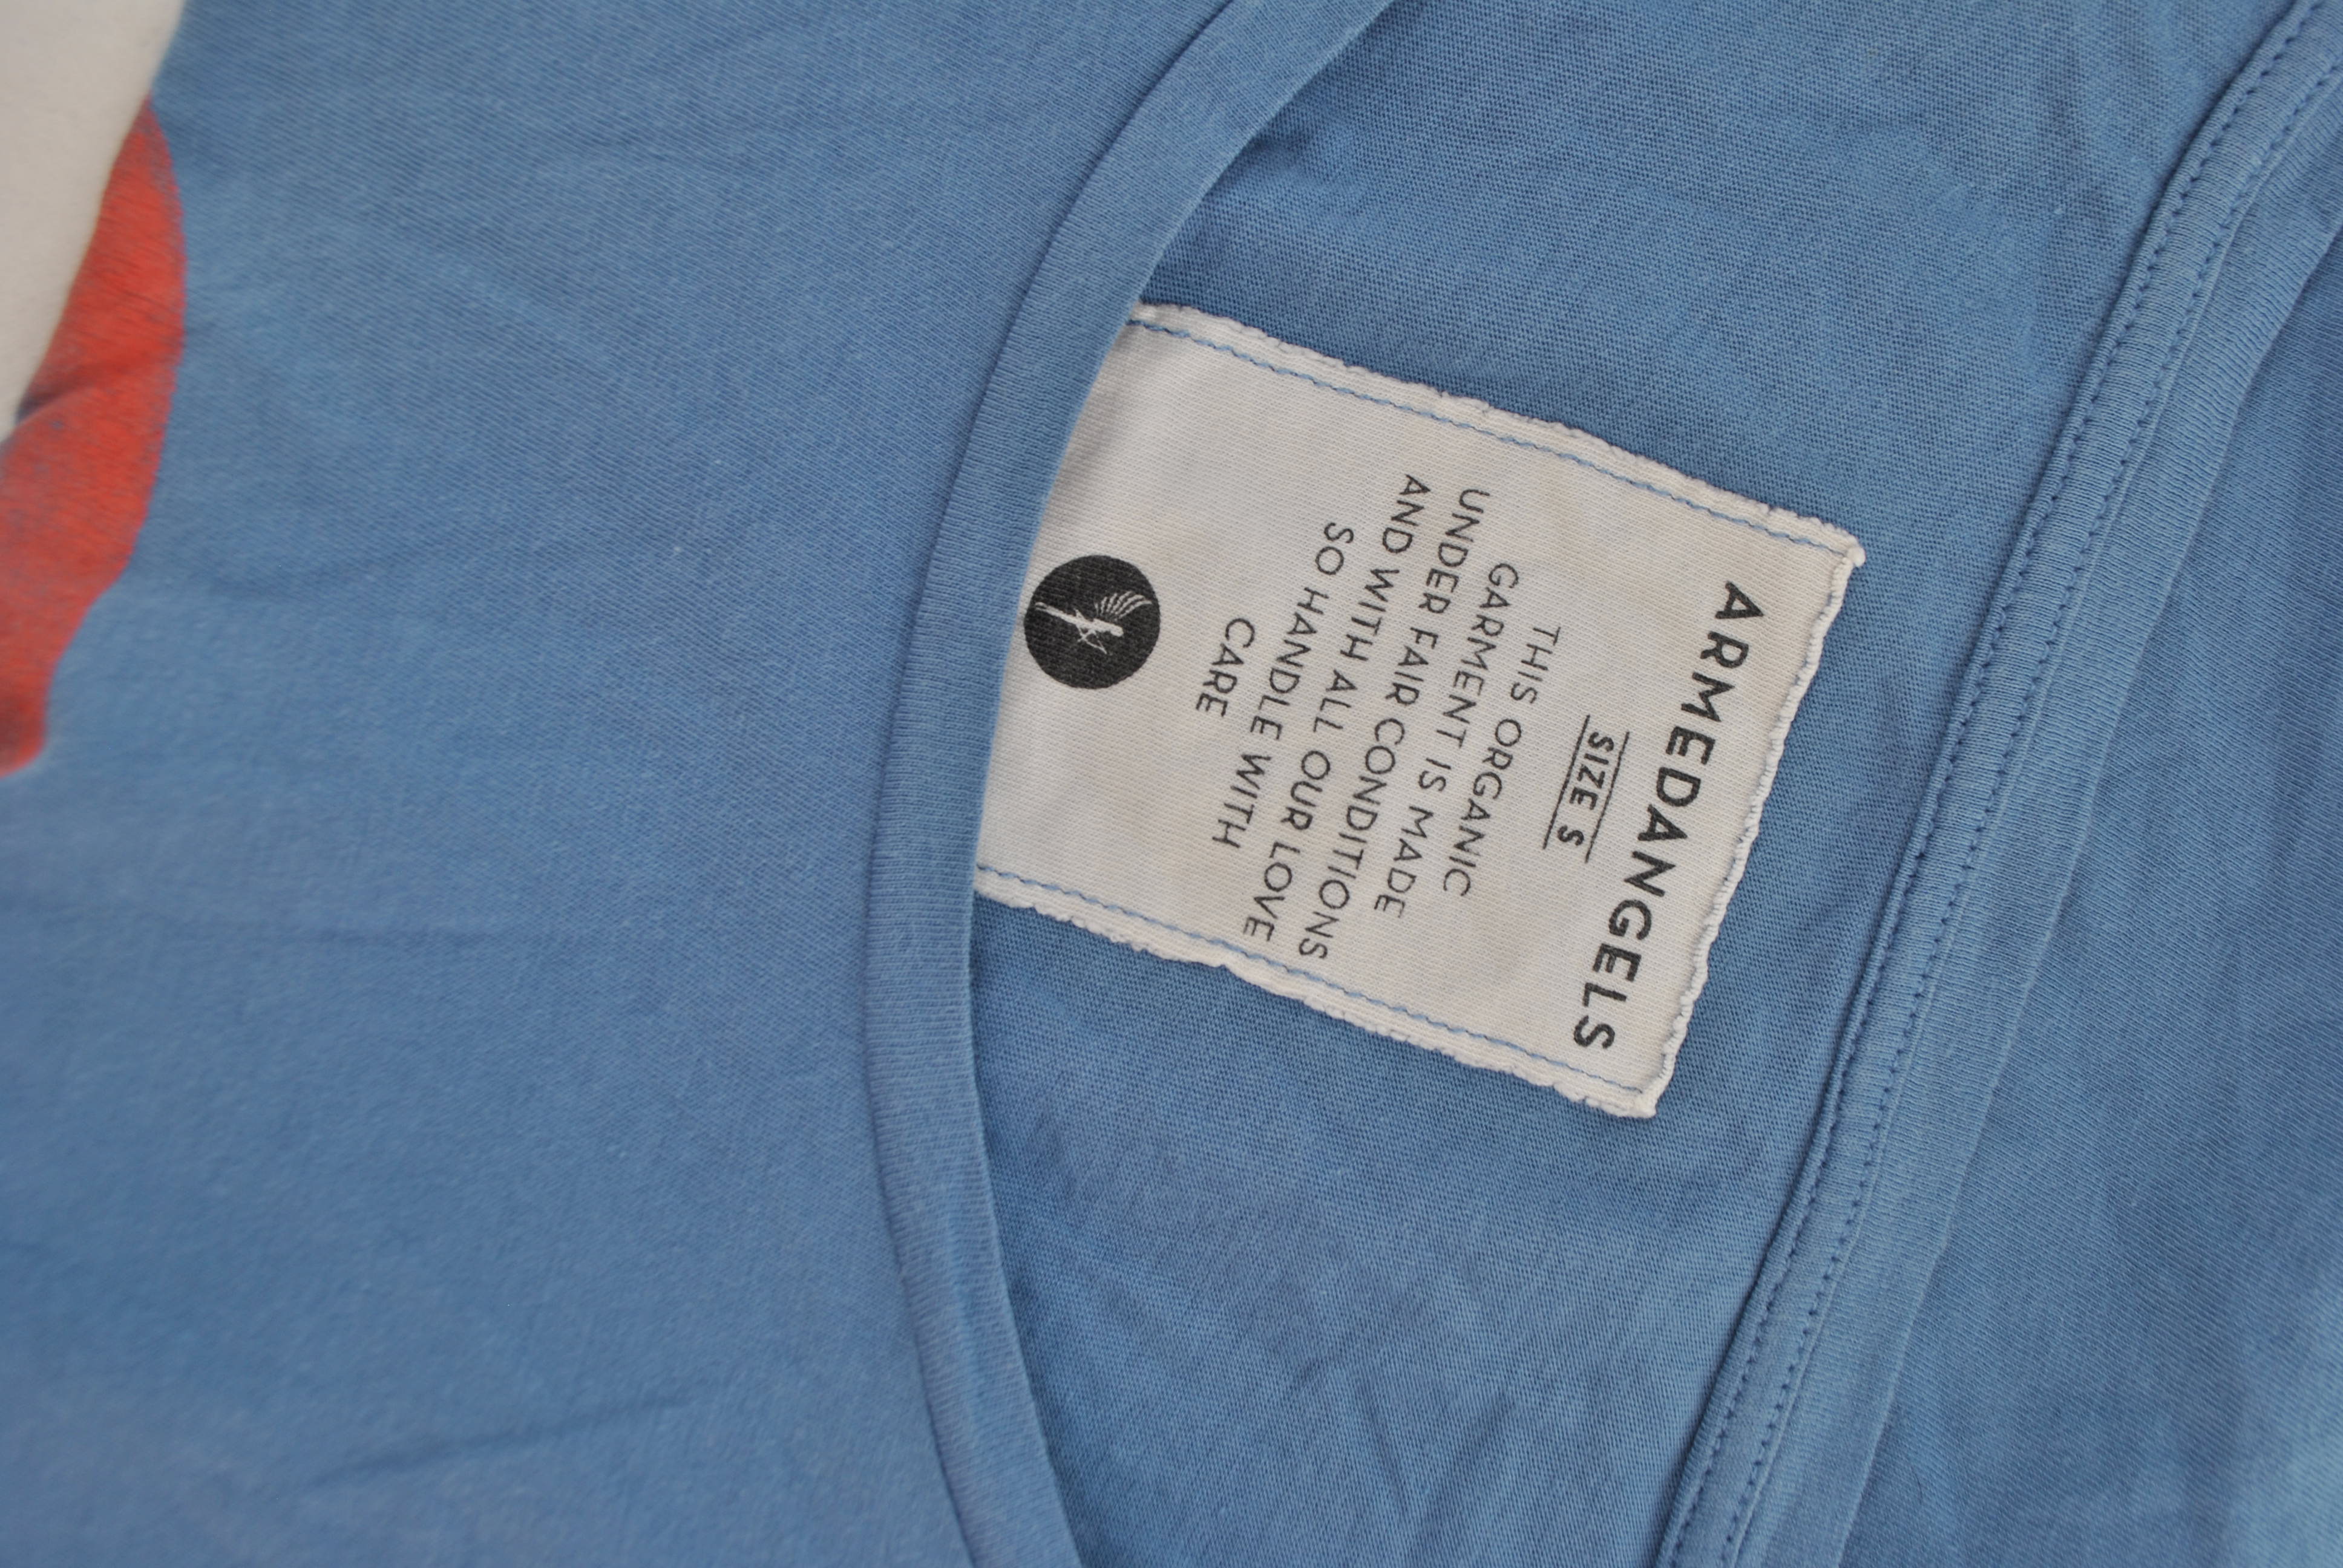 ARMEDANGELS
SIZE S
THIS ORGANIC
GARMENT IS MADE
UNDER FAIR CONDITIONS
AND WITH ALL OUR LOVE
SO HANDLE WITH
CARE